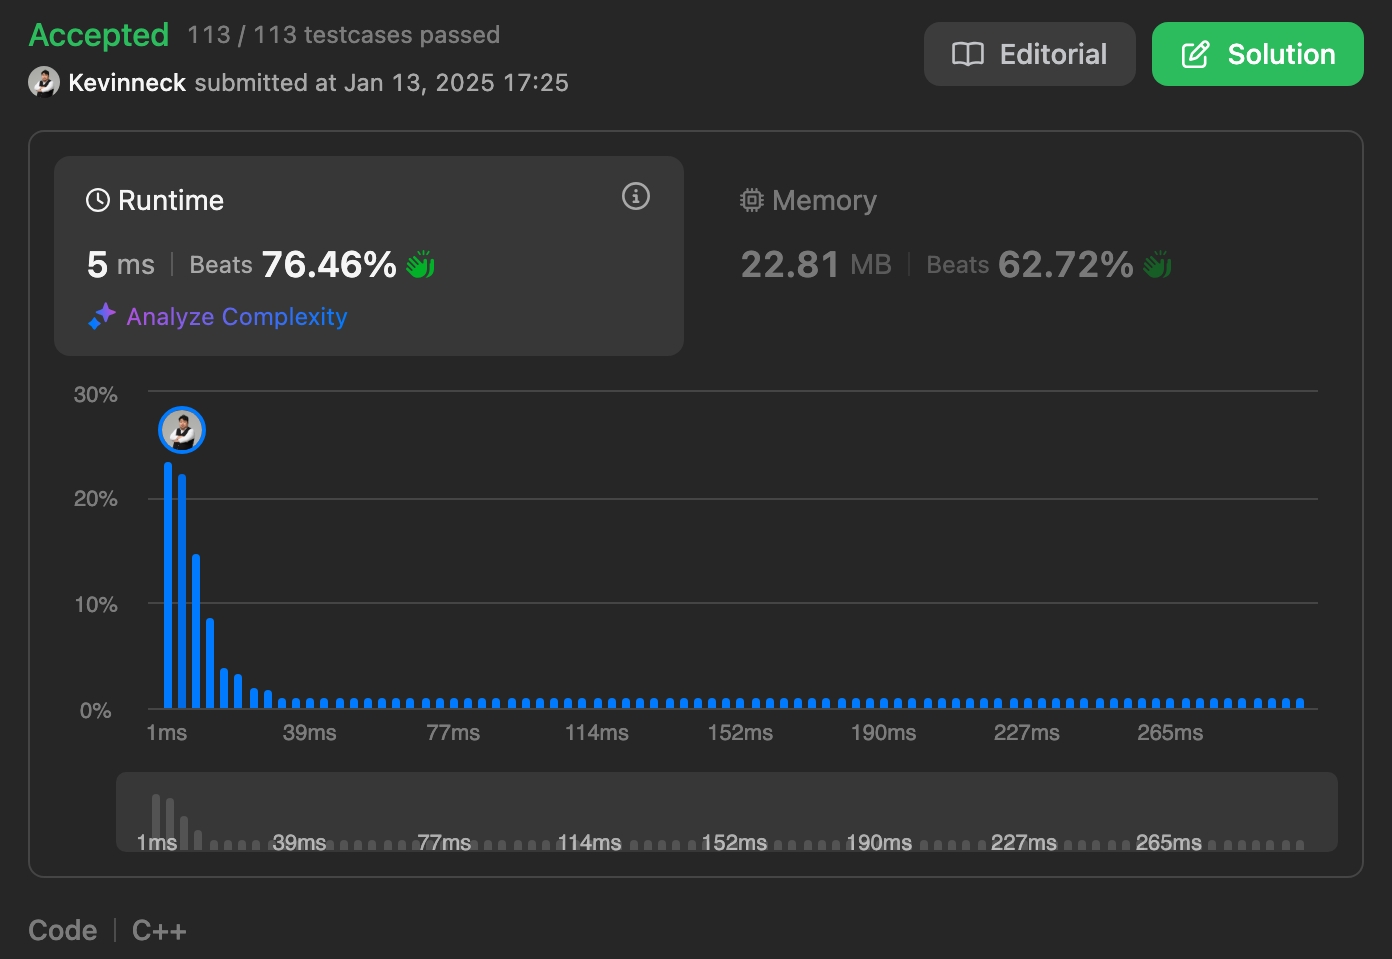 Accepted 113 / 113 testcases passed
Editorial
Solution
Kevinneck submitted at Jan 13, 2025 17:25
Runtime
5 ms | Beats 76.46%
Analyze Complexity
Memory
22.81 MB | Beats 62.72%
30%
20%
10%
0%
1ms 39ms 77ms 114ms 152ms 190ms 227ms 265ms
1ms 39ms 77ms 114ms 152ms 190ms 227ms 265ms
Code | C++